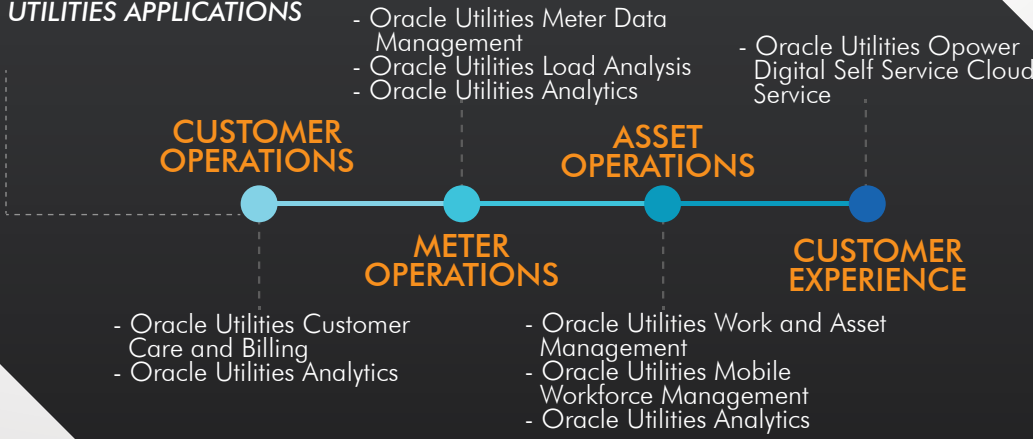 UTILITIES APPLICATIONS
- Oracle Utilities Meter Data
Management
- Oracle Utilities Load Analysis
- Oracle Utilities Analytics
- Oracle Utilities Opower
Digital Self Service Cloud
Service
CUSTOMER
OPERATIONS
ASSET
OPERATIONS
METER
OPERATIONS
CUSTOMER
EXPERIENCE
- Oracle Utilities Customer
Care and Billing
- Oracle Utilities Analytics
- Oracle Utilities Work and Asset
Management
- Oracle Utilities Mobile
Workforce Management
- Oracle Utilities Analytics